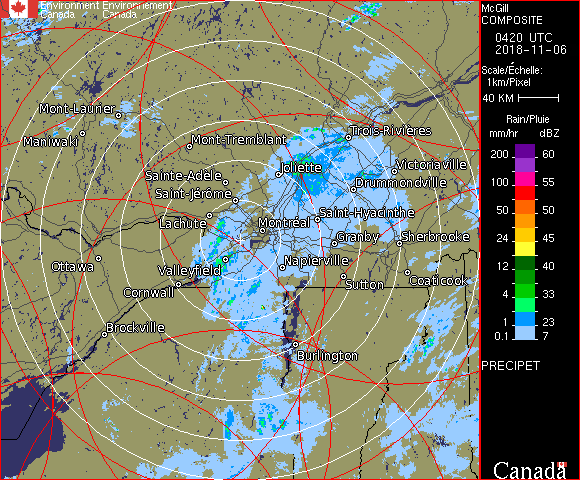 Environment Environnement
Canada Canada
McGill
COMPOSITE
0420 UTC
2018-11-06
Scale/Échelle:
1km/Pixel
40 KM
Rain/Pluie
mm/hr dBZ
200 60
100 55
50 50
24 45
12 40
4 33
1 23
0.1 7
PRECIPET
Canada
Mont-Laurier
Maniwaki
Mont-Tremblant
Trois-Rivières
Joliette
Victoriaville
Sainte-Adèle
Drummondville
Saint-Jérôme
Lachute
Saint-Hyacinthe
Montréal
Granby
Sherbrooke
Ottawa
Valleyfield
Napierville
Cornwall
Sutton
Coaticook
Brockville
Burlington